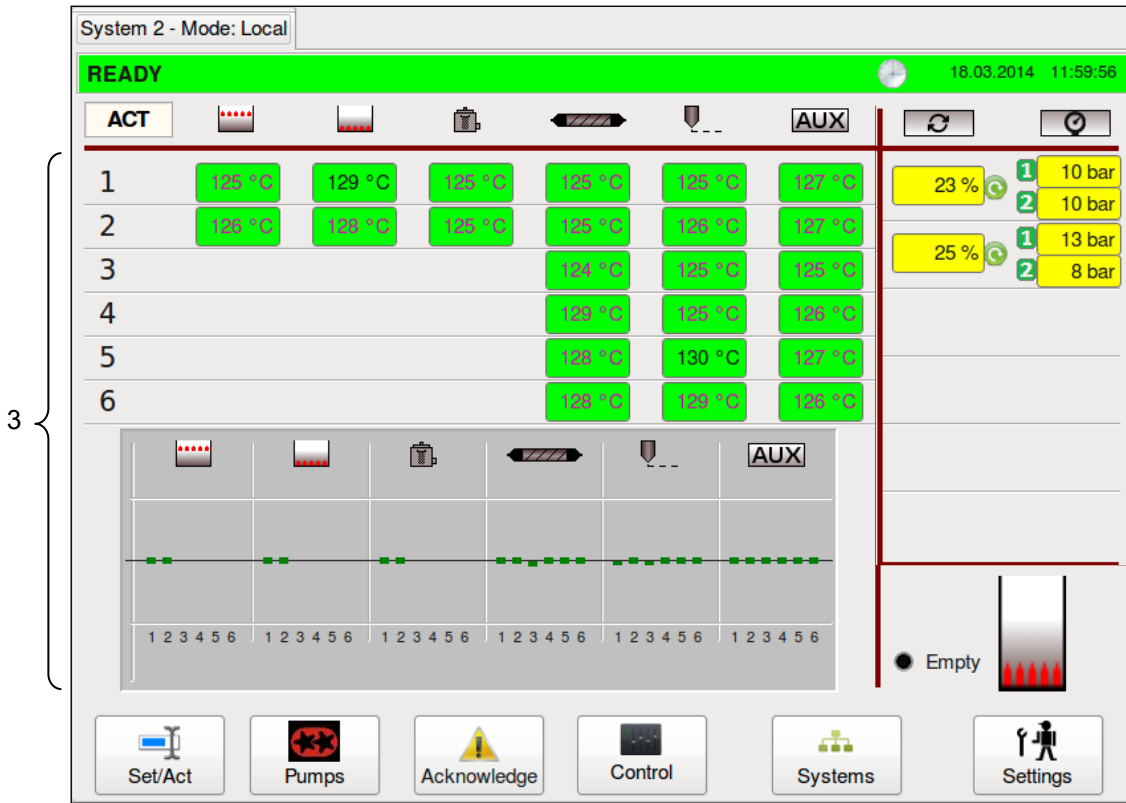 System 2 - Mode: Local
READY 18.03.2014 11:59:56
ACT AUX
1 125 °C 129 °C 125 °C 125 °C 125 °C 127 °C 23 % 1 10 bar
2 10 bar
2 126 °C 128 °C 125 °C 125 °C 126 °C 127 °C 25 % 1 13 bar
2 8 bar
3 124 °C 125 °C 125 °C
4 129 °C 125 °C 126 °C
5 128 °C 130 °C 127 °C
6 128 °C 129 °C 126 °C
3
AUX
1 2 3 4 5 6 1 2 3 4 5 6 1 2 3 4 5 6 1 2 3 4 5 6 1 2 3 4 5 6 1 2 3 4 5 6
Empty
Set/Act Pumps Acknowledge Control Systems Settings